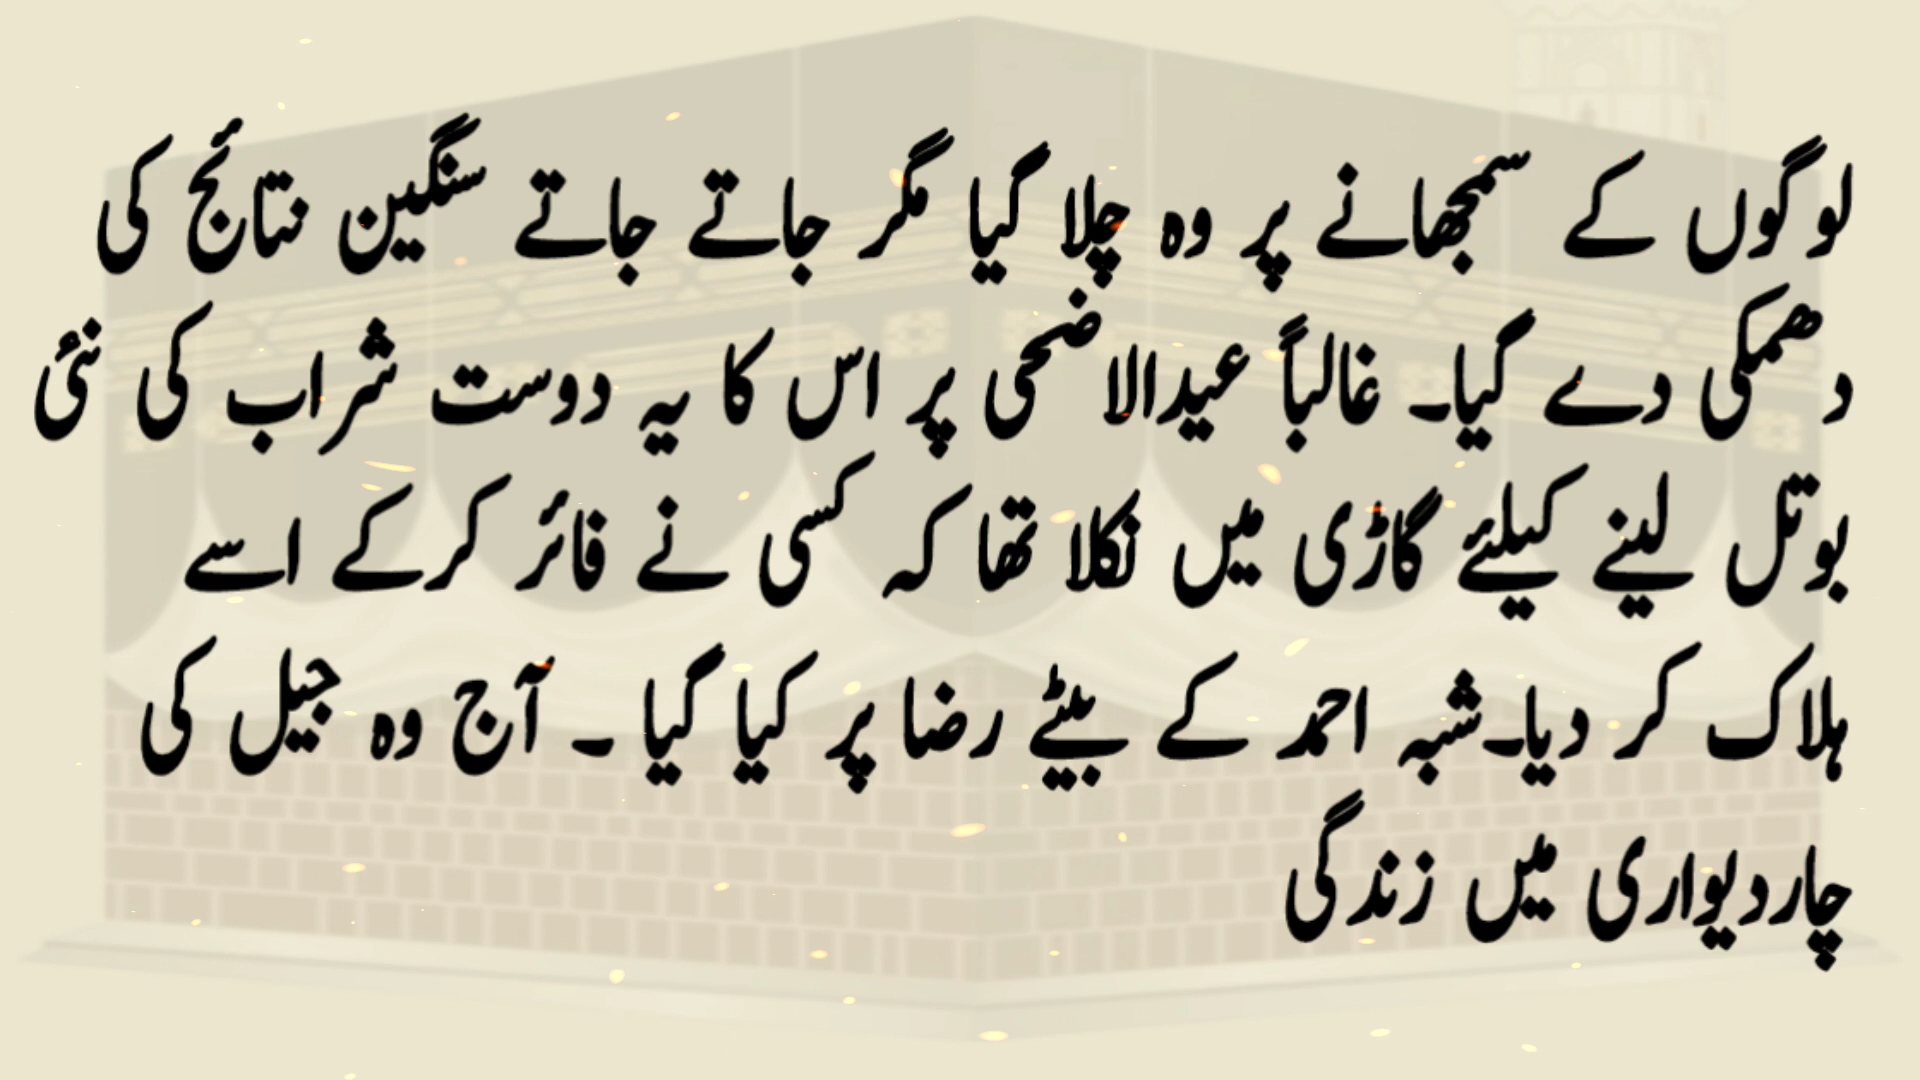 لوگوں کے سمجھانے پر وہ چلا گیا مگر جاتے جاتے سنگین نتائج کی
دھمکی دے گیا۔ غالباً عیدالاضحی پر اس کا یہ دوست شراب کی نئی
بوتل لینے کیلئے گاڑی میں نکلا تھا کہ کسی نے فائر کرکے اسے
ہلاک کر دیا۔شبہ احمد کے بیٹے رضا پر کیا گیا ۔ آج وہ جیل کی
چاردیواری میں زندگی